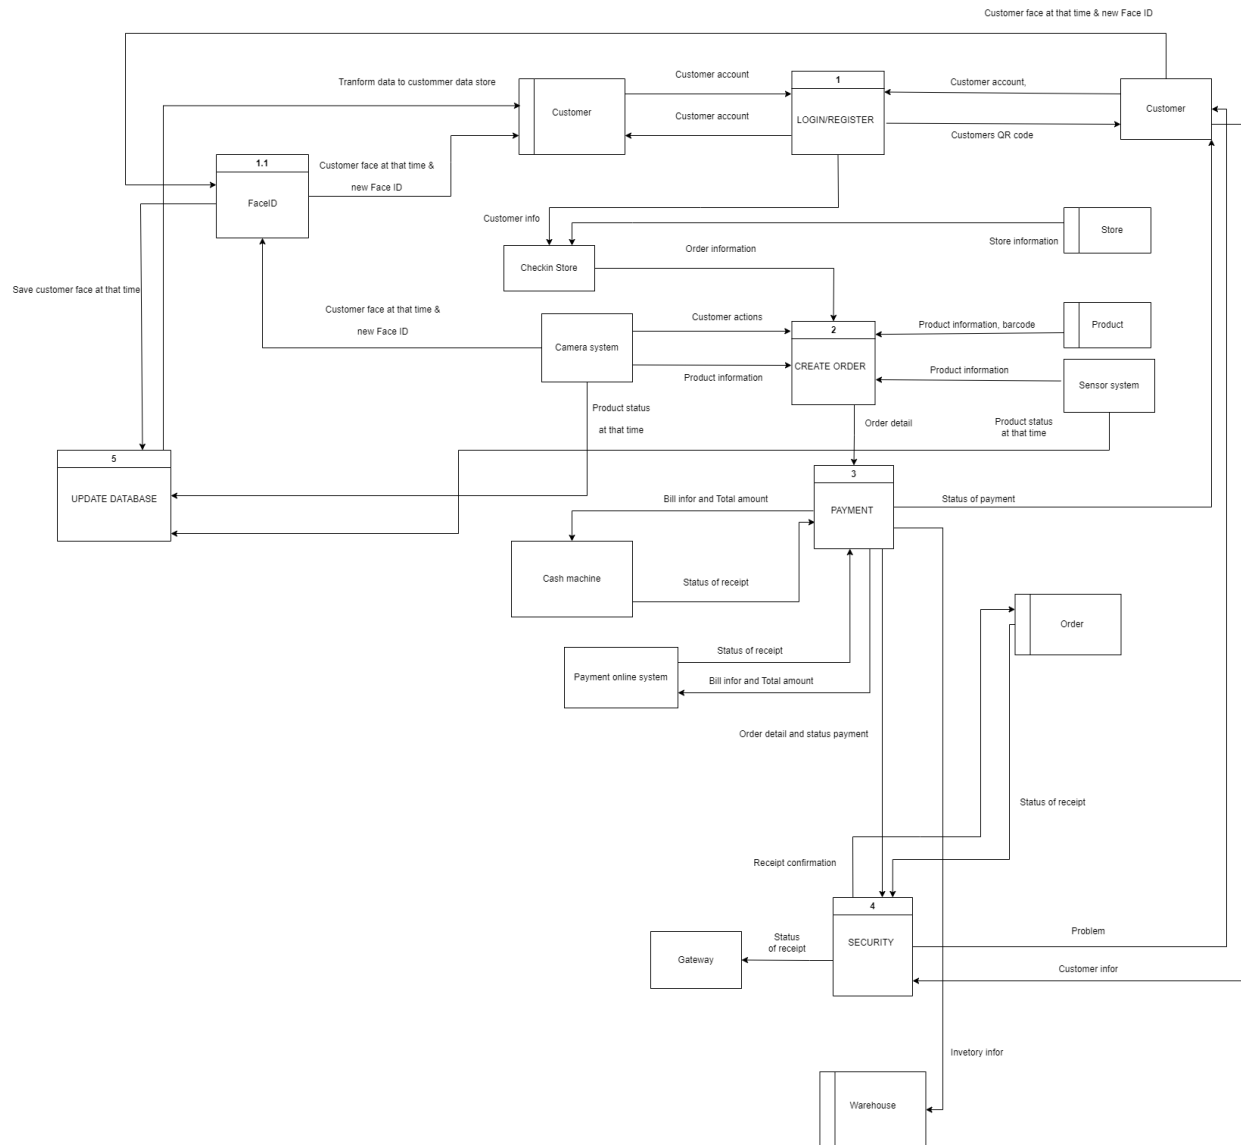 Customer face at that time & new Face ID
Tranform data to custommer data store
Customer account
1
Customer account,
Customer
LOGIN/REGISTER
Customer
Customer account
Customers QR code
1.1
Customer face at that time &
new Face ID
FaceID
Customer info
Store
Store information
Order information
Checkin Store
Save customer face at that time
Customer face at that time &
new Face ID
Customer actions
2
Product information, barcode
Product
Camera system
CREATE ORDER
Product information
Product information
Sensor system
Product status
at that time
Order detail
Product status
at that time
5
UPDATE DATABASE
3
Bill infor and Total amount
PAYMENT
Status of payment
Cash machine
Status of receipt
Order
Status of receipt
Payment online system
Bill infor and Total amount
Order detail and status payment
Status of receipt
Receipt confirmation
4
SECURITY
Problem
Status
of receipt
Gateway
Customer infor
Invetory infor
Warehouse